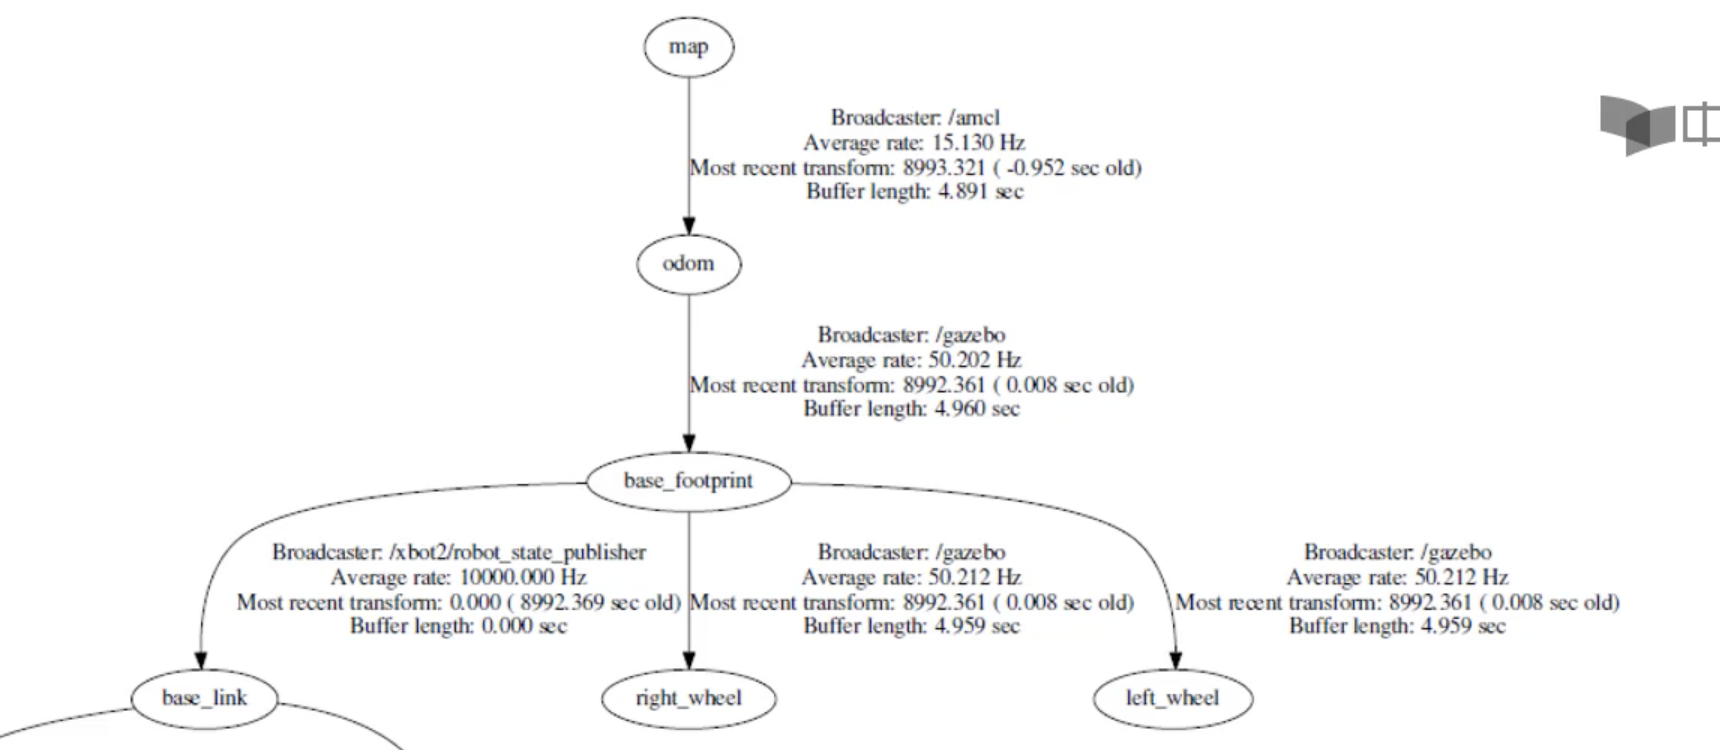 map
Broadcaster: /amcl
Average rate: 15.130 Hz
Most recent transform: 8993.321 ( -0.952 sec old)
Buffer length: 4.891 sec
odom
Broadcaster: /gazebo
Average rate: 50.202 Hz
Most recent transform: 8992.361 ( 0.008 sec old)
Buffer length: 4.960 sec
base_footprint
Broadcaster: /xbot2/robot_state_publisher
Average rate: 10000.000 Hz
Most recent transform: 0.000 ( 8992.369 sec old)
Buffer length: 0.000 sec
Broadcaster: /gazebo
Average rate: 50.212 Hz
Most recent transform: 8992.361 ( 0.008 sec old)
Buffer length: 4.959 sec
Broadcaster: /gazebo
Average rate: 50.212 Hz
Most recent transform: 8992.361 ( 0.008 sec old)
Buffer length: 4.959 sec
base_link
right_wheel
left_wheel